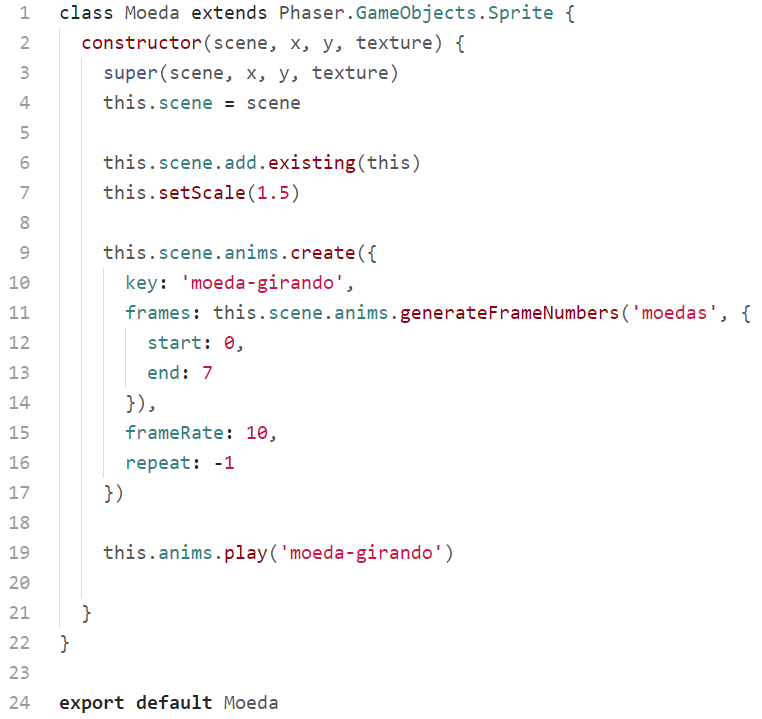 1 class Moeda extends Phaser.GameObjects.Sprite {
2 constructor(scene, x, y, texture) {
3 super(scene, x, y, texture)
4 this.scene = scene
5
6 this.scene.add.existing(this)
7 this.setScale(1.5)
8
9 this.scene.anims.create({
10 key: 'moeda-girando',
11 frames: this.scene.anims.generateFrameNumbers('moedas', {
12 start: 0,
13 end: 7
14 }),
15 frameRate: 10,
16 repeat: -1
17 })
18
19 this.anims.play('moeda-girando')
20
21 }
22 }
23
24 export default Moeda